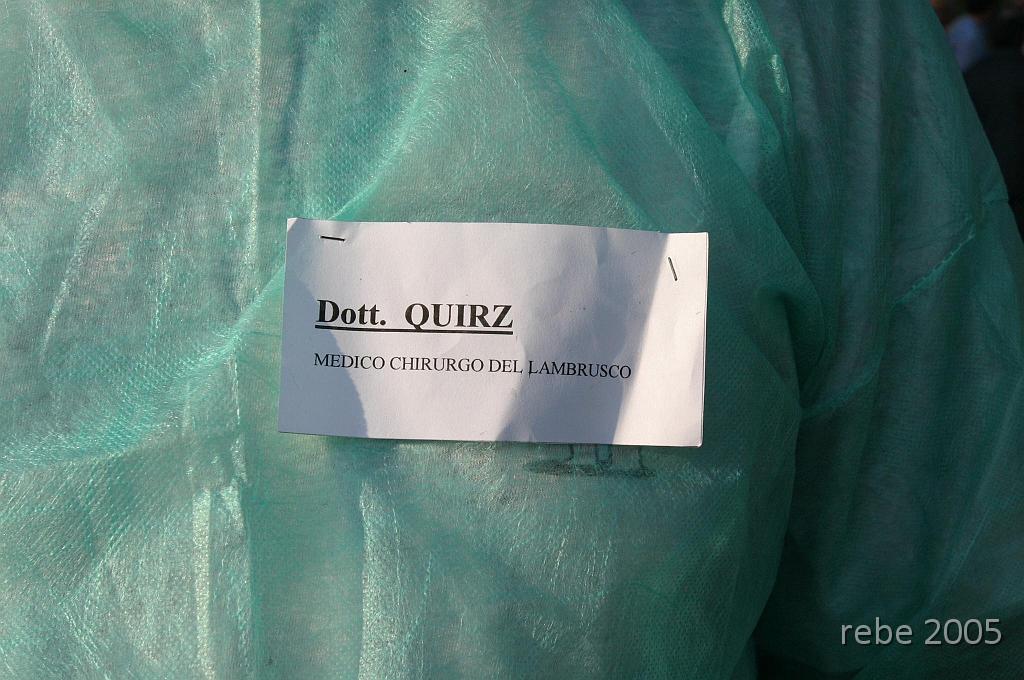 Dott. QUIRZ
MEDICO CHIRURGO DEL LAMBRUSCO
rebe 2005